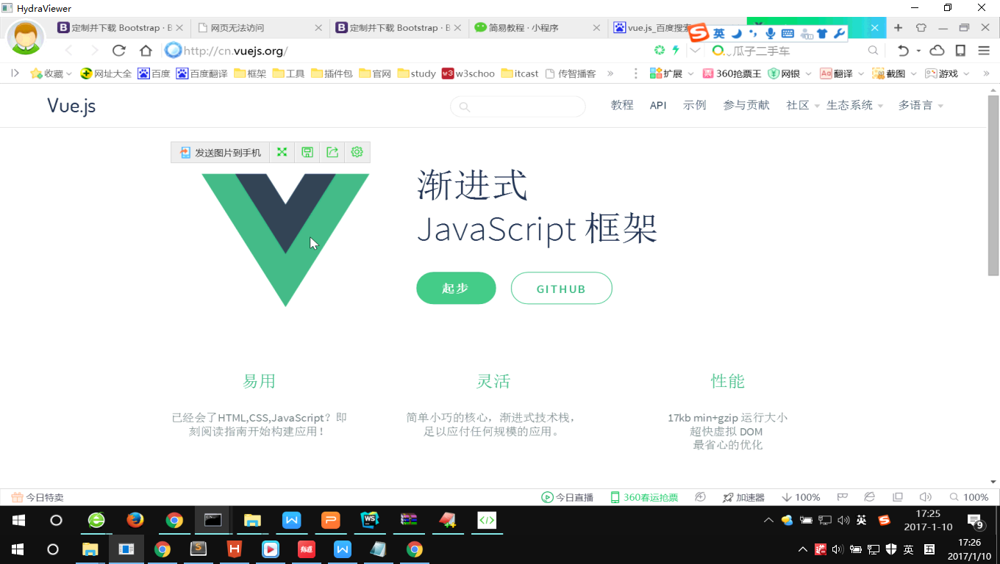 HydraViewer
定制并下载 Bootstrap · B
网页无法访问
定制并下载 Bootstrap · B
简易教程 · 小程序
vue.js_百度搜索
英
http://cn.vuejs.org/
瓜子二手车
收藏 网址大全 百度 百度翻译 框架 工具 插件包 官网 study w3schoo itcast 传智播客 » 扩展 360抢票王 网银 翻译 截图 游戏 »
Vue.js
教程 API 示例 参与贡献 社区 生态系统 多语言
发送图片到手机
渐进式
JavaScript 框架
起步 GITHUB
易用
已经会了HTML,CSS,JavaScript？即
刻阅读指南开始构建应用！
灵活
简单小巧的核心，渐进式技术栈，
足以应付任何规模的应用。
性能
17kb min+gzip 运行大小
超快虚拟 DOM
最省心的优化
今日特卖 今日直播 360春运抢票 加速器 100% 100%
英
17:25
2017-1-10
9
英
17:26
2017/1/10